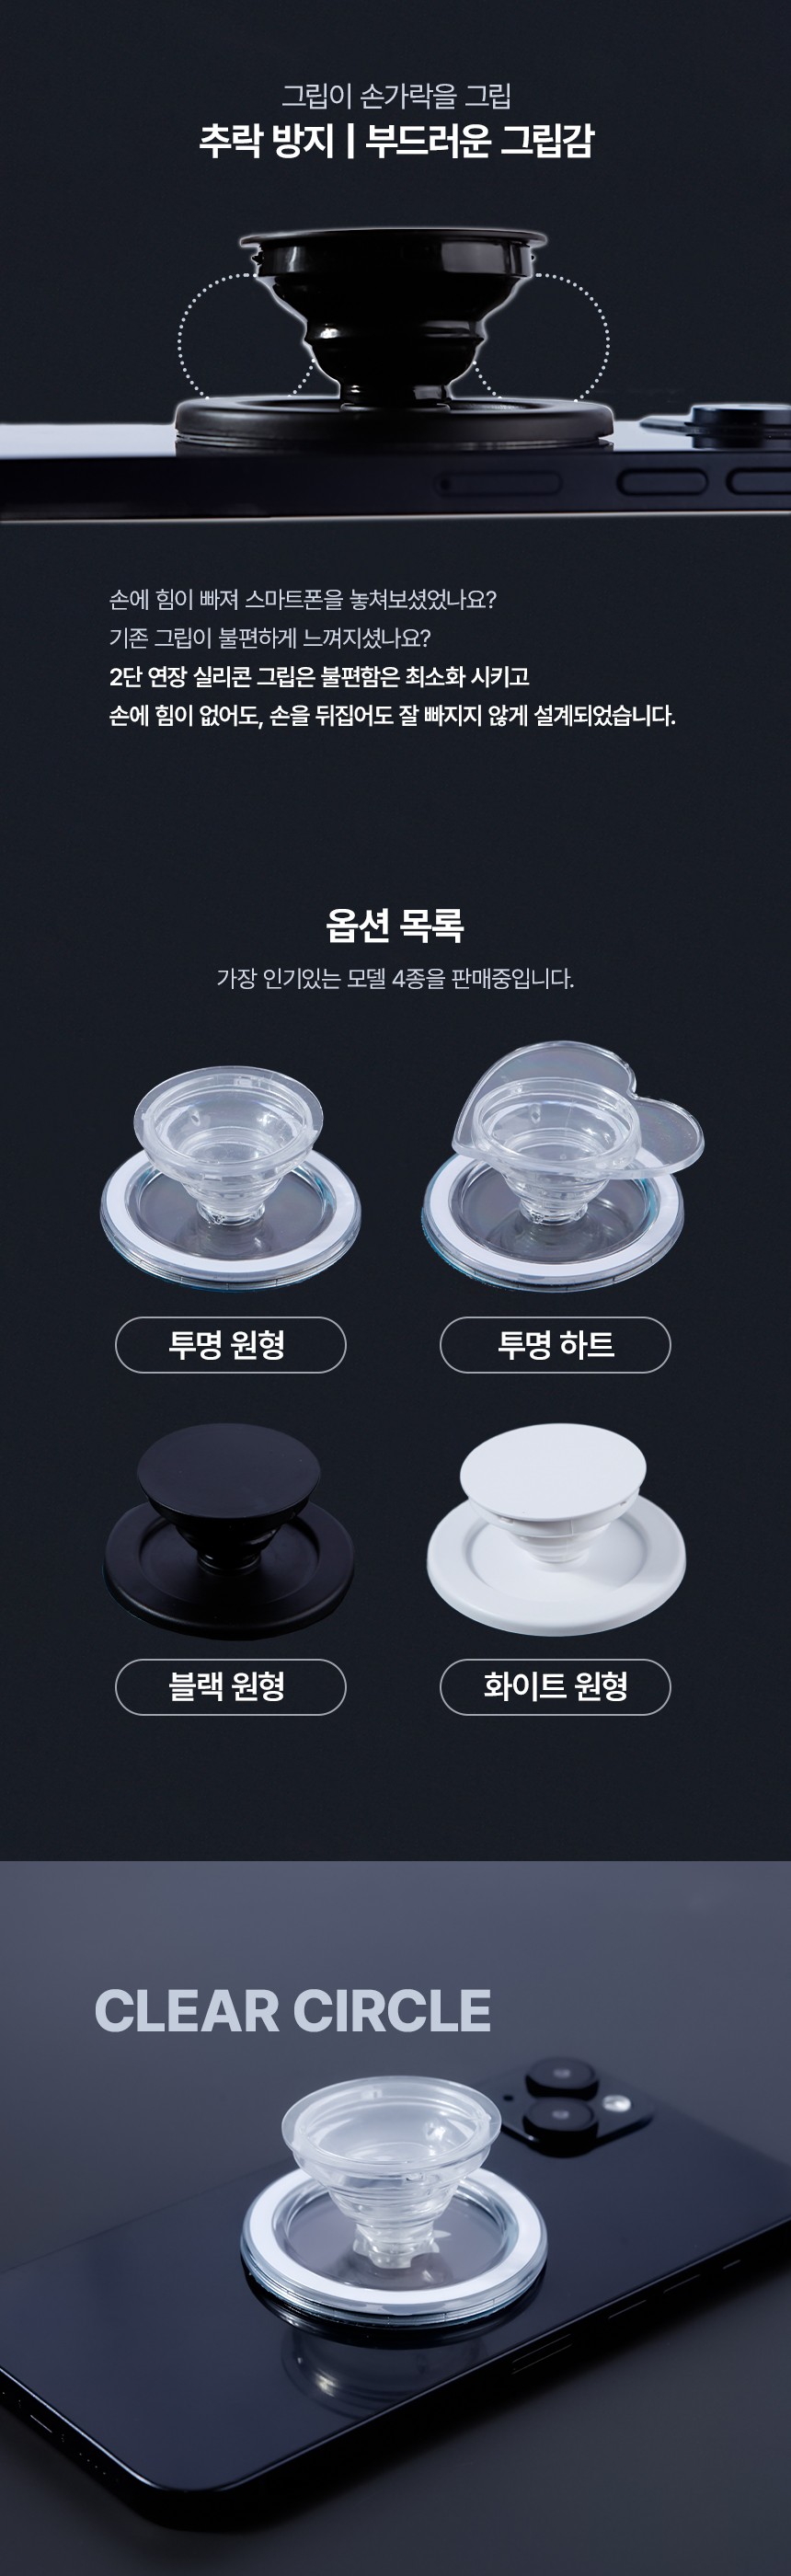 그립이 손가락을 그립
추락 방지 | 부드러운 그립감
손에 힘이 빠져 스마트폰을 놓쳐보셨었나요?
기존 그립이 불편하게 느껴지셨나요?
2단 연장 실리콘 그립은 불편함은 최소화 시키고
손에 힘이 없어도, 손을 뒤집어도 잘 빠지지 않게 설계되었습니다.
옵션 목록
가장 인기있는 모델 4종을 판매중입니다.
투명 원형
투명 하트
블랙 원형
화이트 원형
CLEAR CIRCLE